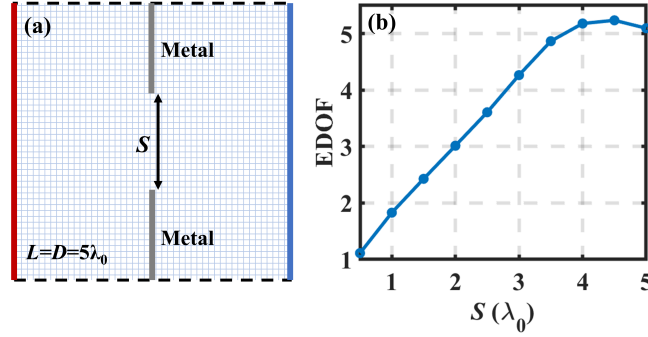 (a)
Metal
S
Metal
L=D=5λ₀
(b)
EDOF
5
4
3
2
1
1 2 3 4 5
S (λ₀)